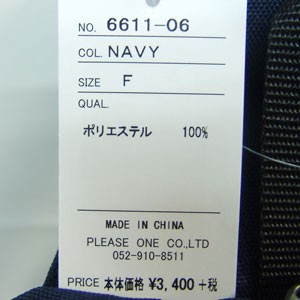 NO. 6611-06
COL. NAVY
SIZE F
QUAL.
ポリエステル 100%
MADE IN CHINA
PLEASE ONE CO.,LTD
052-910-8511
PRICE 本体価格 ¥3,400 +税